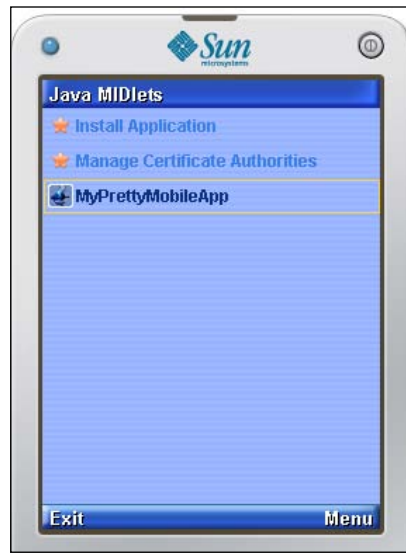 Sun
microsystems
Java MIDlets
Install Application
Manage Certificate Authorities
MyPrettyMobileApp
Exit Menu